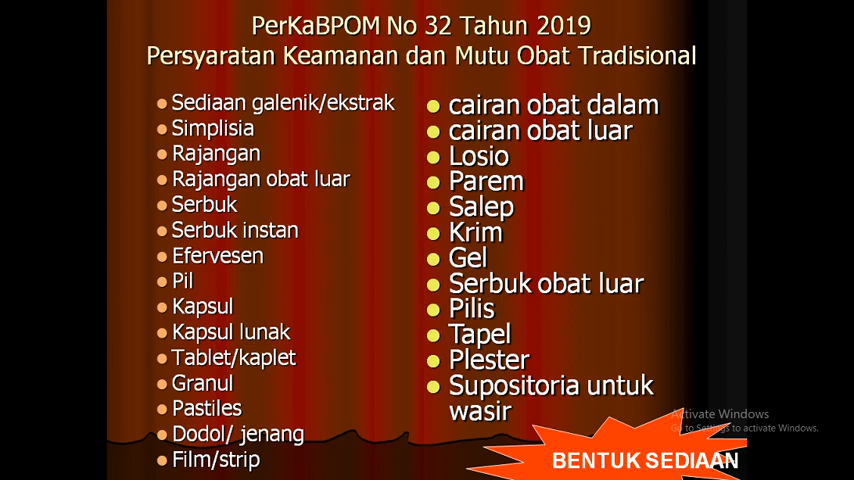 PerKaBPOM No 32 Tahun 2019
Persyaratan Keamanan dan Mutu Obat Tradisional
Sediaan galenik/ekstrak
Simplisia
Rajangan
Rajangan obat luar
Serbuk
Serbuk instan
Efervesen
Pil
Kapsul
Kapsul lunak
Tablet/kaplet
Granul
Pastiles
Dodol/ jenang
Film/strip
cairan obat dalam
cairan obat luar
Losio
Parem
Salep
Krim
Gel
Serbuk obat luar
Pilis
Tapel
Plester
Supositoria untuk
wasir
Activate Windows
Go to Settings to activate Windows.
BENTUK SEDIAAN